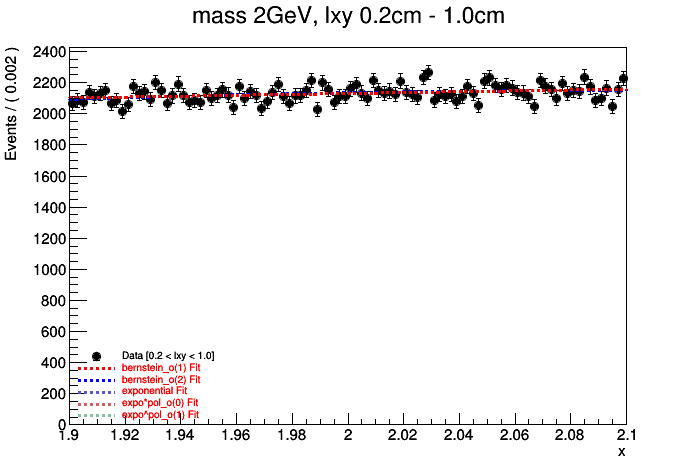 mass 2GeV, lxy 0.2cm - 1.0cm
Events / ( 0.002 )
2400
2200
2000
1800
1600
1400
1200
1000
800
600
400
200
0
Data [0.2 < lxy < 1.0]
bernstein_o(1) Fit
bernstein_o(2) Fit
exponential Fit
expo*pol_o(0) Fit
expo^pol_o(1) Fit
1.9 1.92 1.94 1.96 1.98 2 2.02 2.04 2.06 2.08 2.1
x